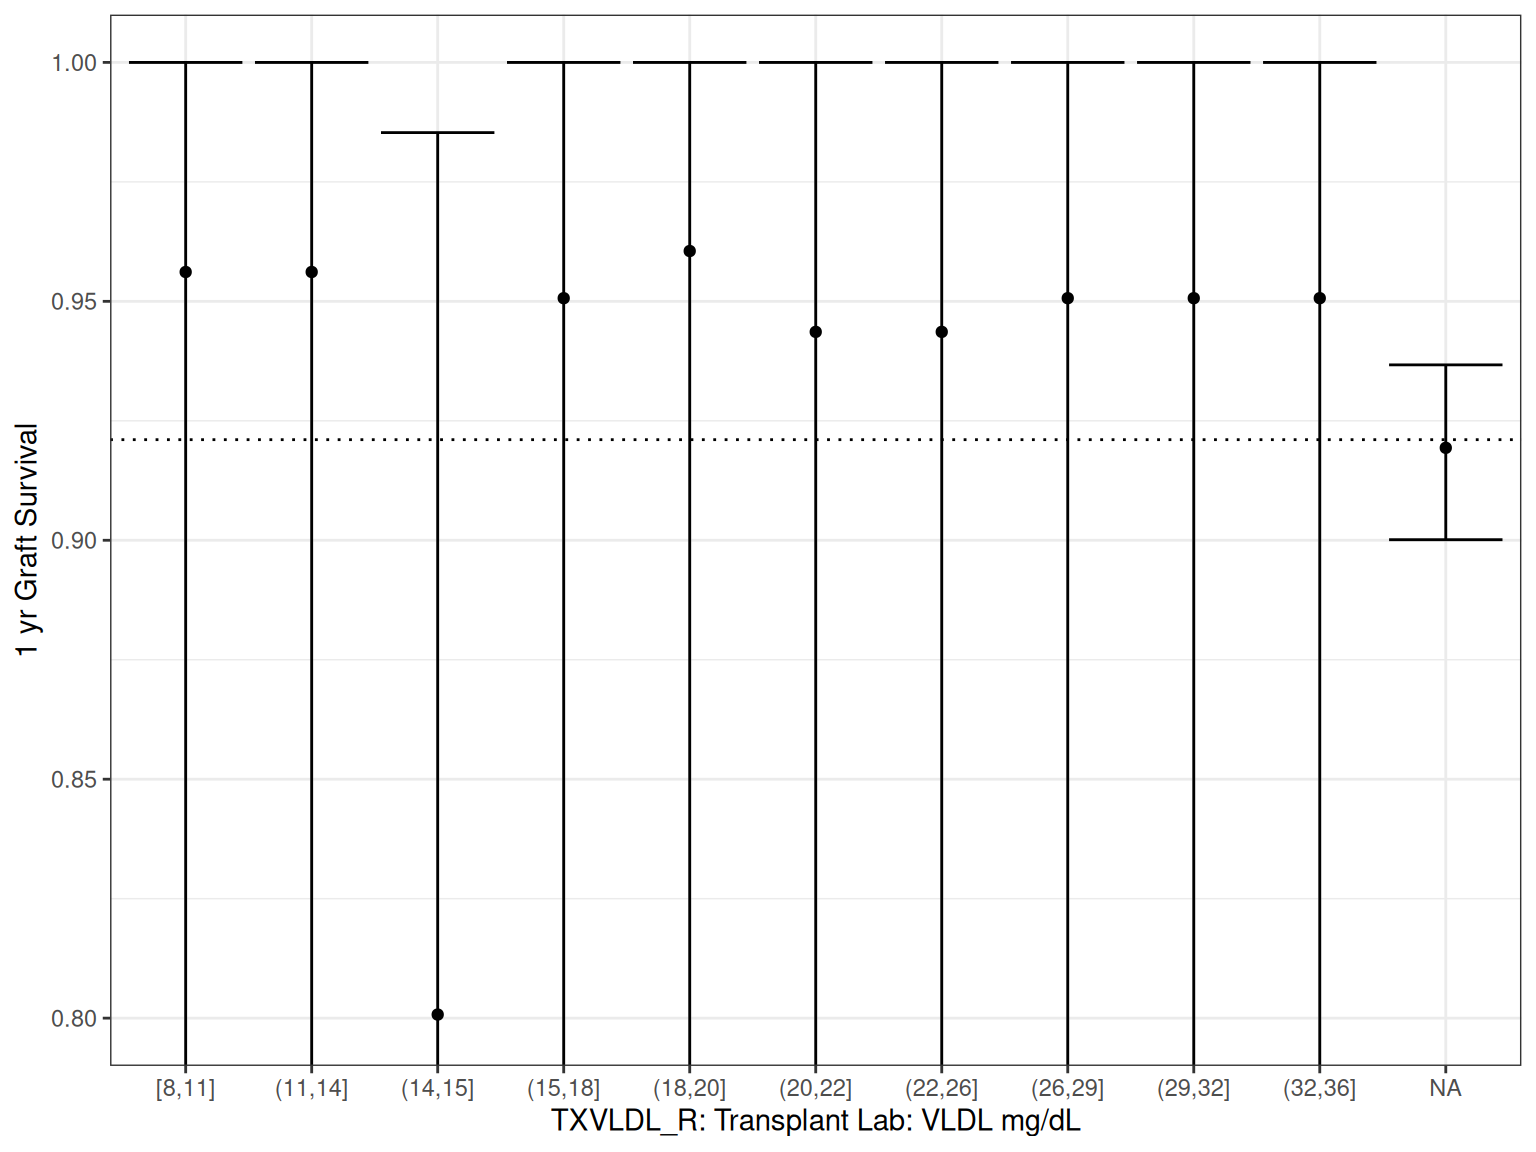 1.00
0.95
0.90
0.85
0.80
1 yr Graft Survival
[8,11] (11,14] (14,15] (15,18] (18,20] (20,22] (22,26] (26,29] (29,32] (32,36] NA
TXVLDL_R: Transplant Lab: VLDL mg/dL